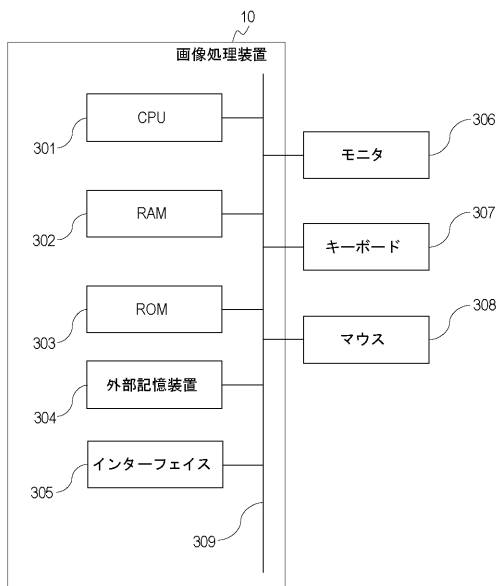 10
画像処理装置
CPU
301
306
モニタ
RAM
302
307
キーボード
ROM
303
308
マウス
外部記憶装置
304
インターフェイス
305
309